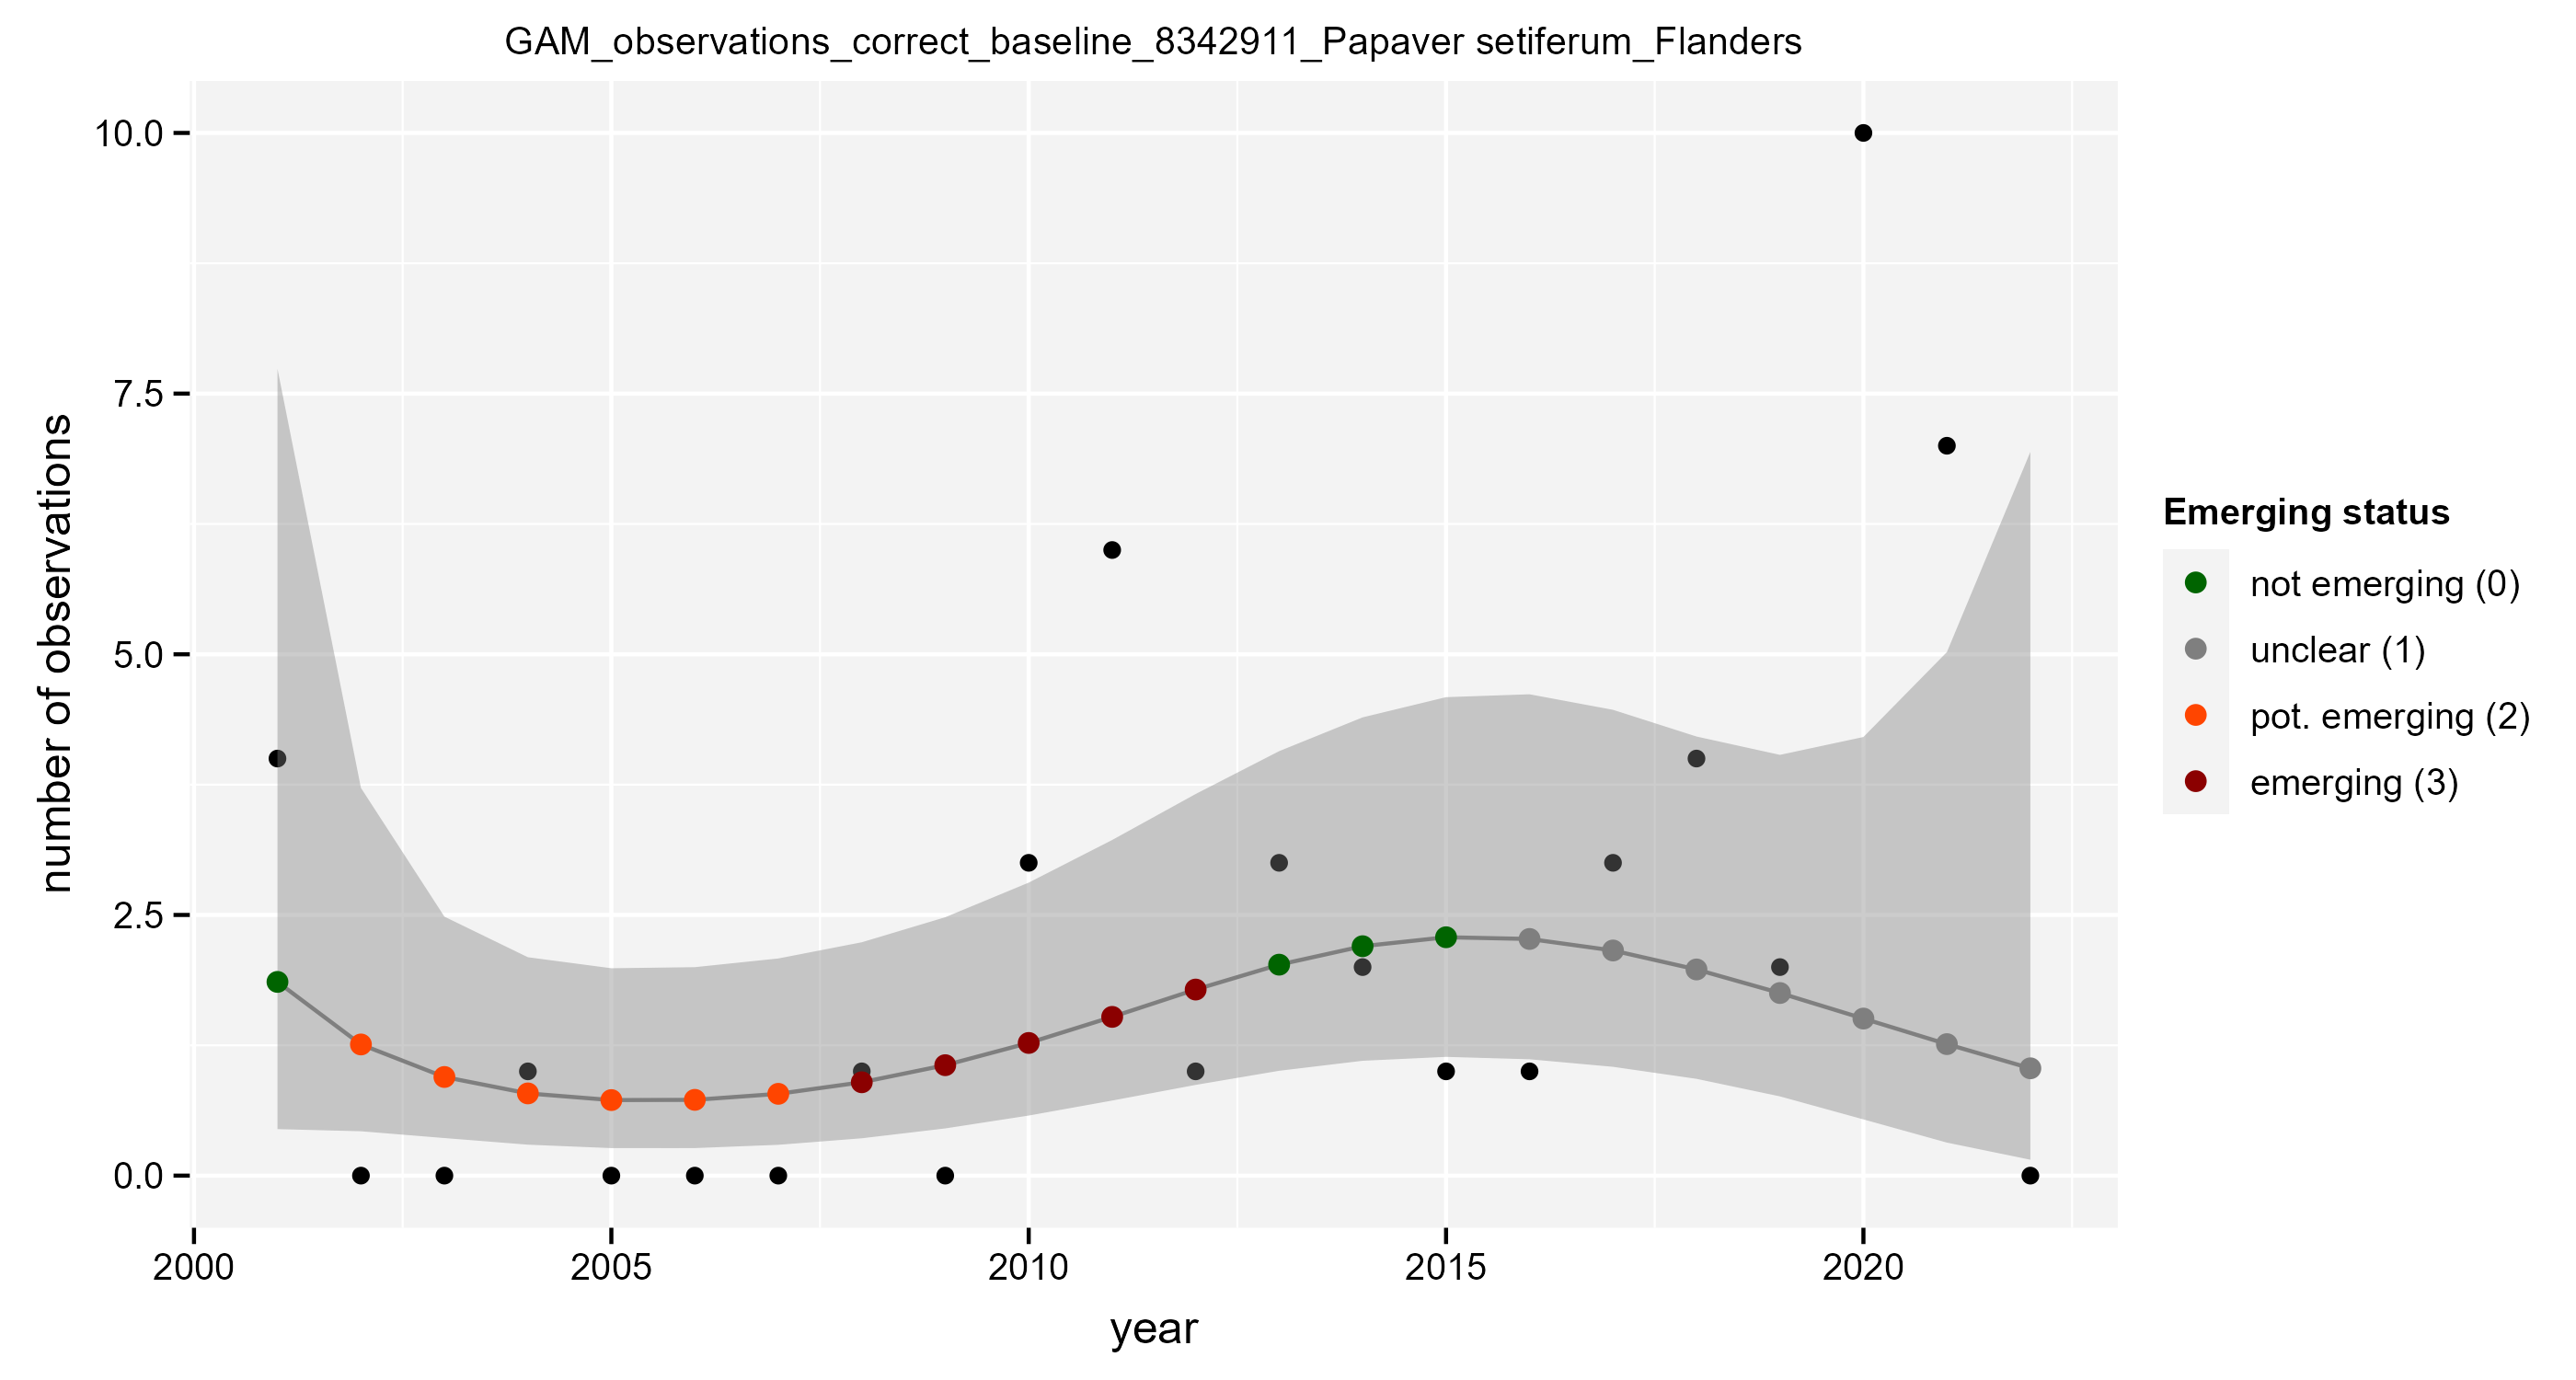 GAM_observations_correct_baseline_8342911_Papaver setiferum_Flanders
10.0
7.5
5.0
2.5
0.0
number of observations
2000
2005
2010
2015
2020
year
Emerging status
not emerging (0)
unclear (1)
pot. emerging (2)
emerging (3)